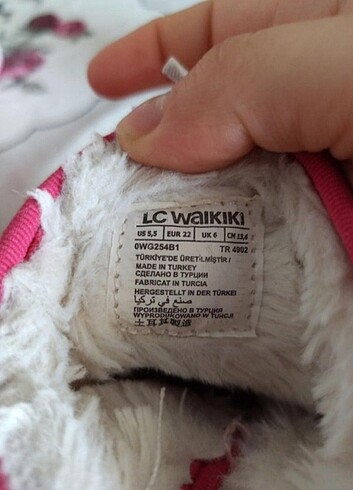 LC WAIKIKI
US 5,5 EUR 22 UK 6 CM 13,6
0WG254B1 TR 4902
TÜRKİYE'DE ÜRETİLMİŞTİR/
MADE IN TURKEY
СДЕЛАНО В ТУРЦИИ
FABRICAT IN TURCIA
HERGESTELLT IN DER TÜRKEI
صنع في تركيا
ПРОИЗВЕДЕНО В ТУРЦИЯ
WYPRODUKOWANO W TURCJI
土耳其製造